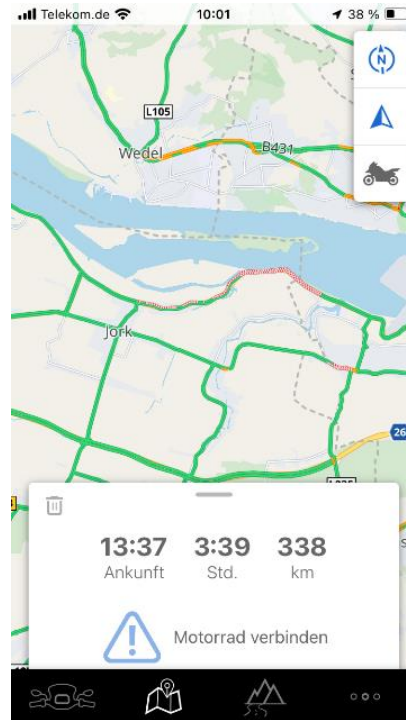 Telekom.de 10:01 38 %
N
L105
Wedel
B431
Jork
26
13:37 3:39 338
Ankunft Std. km
Motorrad verbinden